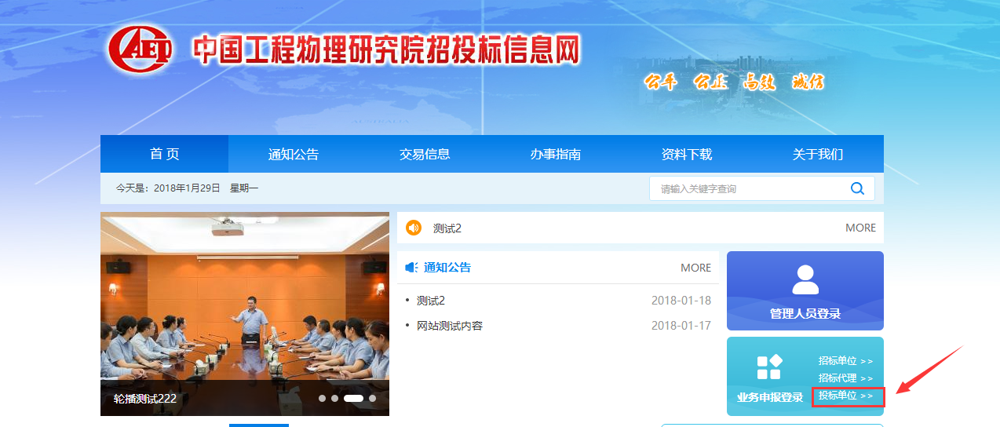 CAEP 中国工程物理研究院招投标信息网
公平 公正 高效 诚信
AUSTRALIA
首 页 通知公告 交易信息 办事指南 资料下载 关于我们
今天是：2018年1月29日 星期一 请输入关键字查询
测试2 MORE
通知公告 MORE
测试2 2018-01-18
网站测试内容 2018-01-17
轮播测试222
管理人员登录
业务申报登录
招标单位 >>
招标代理 >>
投标单位 >>